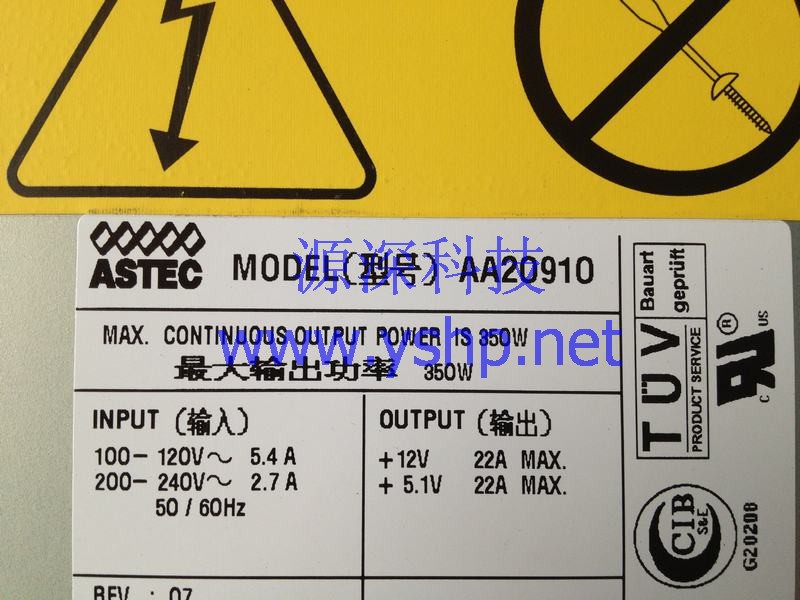 ASTEC MODEL(型号) AA20910
源深科技
MAX. CONTINUOUS OUTPUT POWER IS 350W
www.yshp.net
最大输出功率 350W
INPUT (输入)
100- 120V~ 5.4 A
200- 240V~ 2.7 A
50 / 60Hz
OUTPUT (输出)
+12V 22A MAX.
+ 5.1V 22A MAX.
REV : 07
Bauart
geprüft
TÜV
PRODUCT SERVICE
C RU US
®
CIB
S&E
G20208